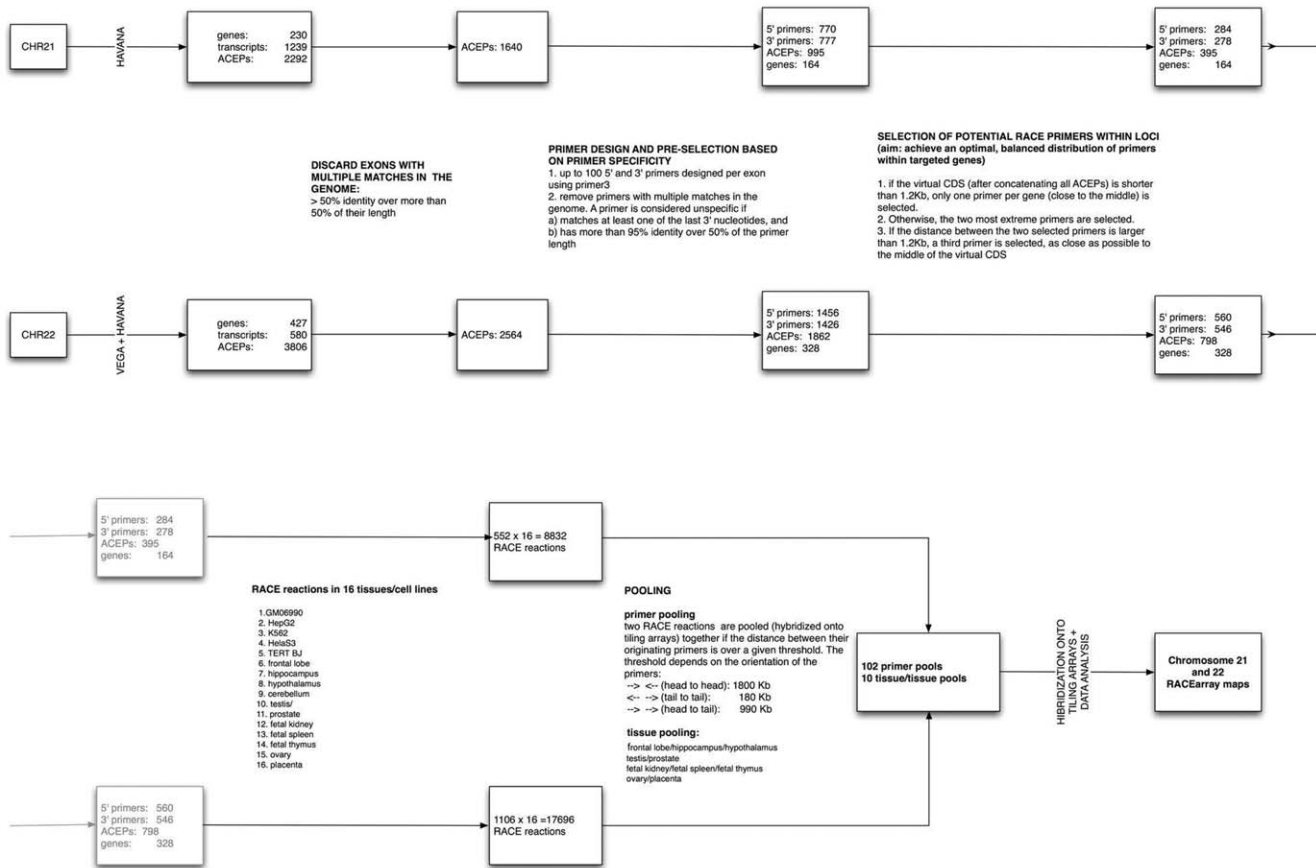 CHR21
HAVANA
genes: 230
transcripts: 1239
ACEPs: 2292
ACEPs: 1640
5' primers: 770
3' primers: 777
ACEPs: 995
genes: 164
5' primers: 284
3' primers: 278
ACEPs: 395
genes: 164
DISCARD EXONS WITH
MULTIPLE MATCHES IN THE
GENOME:
> 50% identity over more than
50% of their length
PRIMER DESIGN AND PRE-SELECTION BASED
ON PRIMER SPECIFICITY
1. up to 100 5' and 3' primers designed per exon
using primer3
2. remove primers with multiple matches in the
genome. A primer is considered unspecific if
a) matches at least one of the last 3' nucleotides, and
b) has more than 95% identity over 50% of the primer
length
SELECTION OF POTENTIAL RACE PRIMERS WITHIN LOCI
(aim: achieve an optimal, balanced distribution of primers
within targeted genes)
1. if the virtual CDS (after concatenating all ACEPs) is shorter
than 1.2Kb, only one primer per gene (close to the middle) is
selected.
2. Otherwise, the two most extreme primers are selected.
3. If the distance between the two selected primers is larger
than 1.2Kb, a third primer is selected, as close as possible to
the middle of the virtual CDS
CHR22
VEGA + HAVANA
genes: 427
transcripts: 580
ACEPs: 3806
ACEPs: 2564
5' primers: 1456
3' primers: 1426
ACEPs: 1862
genes: 328
5' primers: 560
3' primers: 546
ACEPs: 798
genes: 328
5' primers: 284
3' primers: 278
ACEPs: 395
genes: 164
552 x 16 = 8832
RACE reactions
RACE reactions in 16 tissues/cell lines
1.GM06990
2. HepG2
3. K562
4. HelaS3
5. TERT BJ
6. frontal lobe
7. hippocampus
8. hypothalamus
9. cerebellum
10. testis/
11. prostate
12. fetal kidney
13. fetal spleen
14. fetal thymus
15. ovary
16. placenta
POOLING
primer pooling
two RACE reactions are pooled (hybridized onto
tiling arrays) together if the distance between their
originating primers is over a given threshold. The
threshold depends on the orientation of the
primers:
--> <-- (head to head): 1800 Kb
<-- --> (tail to tail): 180 Kb
--> --> (head to tail): 990 Kb
tissue pooling:
frontal lobe/hippocampus/hypothalamus
testis/prostate
fetal kidney/fetal spleen/fetal thymus
ovary/placenta
102 primer pools
10 tissue/tissue pools
HIBRIDIZATION ONTO
TILING ARRAYS +
DATA ANALYSIS
Chromosome 21
and 22
RACEarray maps
5' primers: 560
3' primers: 546
ACEPs: 798
genes: 328
1106 x 16 =17696
RACE reactions